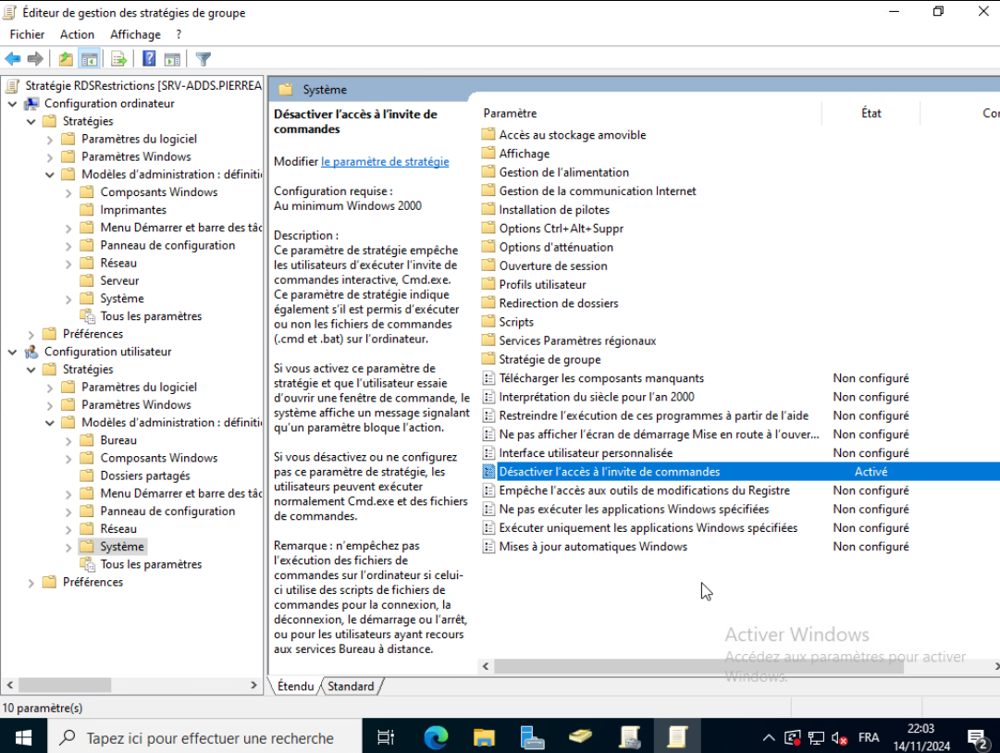 Éditeur de gestion des stratégies de groupe
Fichier Action Affichage ?
Stratégie RDSRestrictions [SRV-ADDS.PIERREA
Configuration ordinateur
Stratégies
Paramètres du logiciel
Paramètres Windows
Modèles d'administration : définiti
Composants Windows
Imprimantes
Menu Démarrer et barre des tâc
Panneau de configuration
Réseau
Serveur
Système
Tous les paramètres
Préférences
Configuration utilisateur
Stratégies
Paramètres du logiciel
Paramètres Windows
Modèles d'administration : définiti
Bureau
Composants Windows
Dossiers partagés
Menu Démarrer et barre des tâc
Panneau de configuration
Réseau
Système
Tous les paramètres
Préférences
Système
Désactiver l'accès à l'invite de
commandes
Modifier le paramètre de stratégie
Configuration requise :
Au minimum Windows 2000
Description :
Ce paramètre de stratégie empêche
les utilisateurs d'exécuter l'invite de
commandes interactive, Cmd.exe.
Ce paramètre de stratégie indique
également s'il est permis d'exécuter
ou non les fichiers de commandes
(.cmd et .bat) sur l'ordinateur.
Si vous activez ce paramètre de
stratégie et que l'utilisateur essaie
d'ouvrir une fenêtre de commande, le
système affiche un message signalant
qu'un paramètre bloque l'action.
Si vous désactivez ou ne configurez
pas ce paramètre de stratégie, les
utilisateurs peuvent exécuter
normalement Cmd.exe et des fichiers
de commandes.
Remarque : n'empêchez pas
l'exécution des fichiers de
commandes sur l'ordinateur si celui-
ci utilise des scripts de fichiers de
commandes pour la connexion, la
déconnexion, le démarrage ou l'arrêt,
ou pour les utilisateurs ayant recours
aux services Bureau à distance.
Paramètre État Cor
Accès au stockage amovible
Affichage
Gestion de l'alimentation
Gestion de la communication Internet
Installation de pilotes
Options Ctrl+Alt+Suppr
Options d'atténuation
Ouverture de session
Profils utilisateur
Redirection de dossiers
Scripts
Services Paramètres régionaux
Stratégie de groupe
Télécharger les composants manquants Non configuré
Interprétation du siècle pour l'an 2000 Non configuré
Restreindre l'exécution de ces programmes à partir de l'aide Non configuré
Ne pas afficher l'écran de démarrage Mise en route à l'ouver... Non configuré
Interface utilisateur personnalisée Non configuré
Désactiver l'accès à l'invite de commandes Activé
Empêche l'accès aux outils de modifications du Registre Non configuré
Ne pas exécuter les applications Windows spécifiées Non configuré
Exécuter uniquement les applications Windows spécifiées Non configuré
Mises à jour automatiques Windows Non configuré
Activer Windows
Accédez aux paramètres pour activer
Windows.
Étendu Standard
10 paramètre(s)
Tapez ici pour effectuer une recherche
FRA
22:03
14/11/2024
2